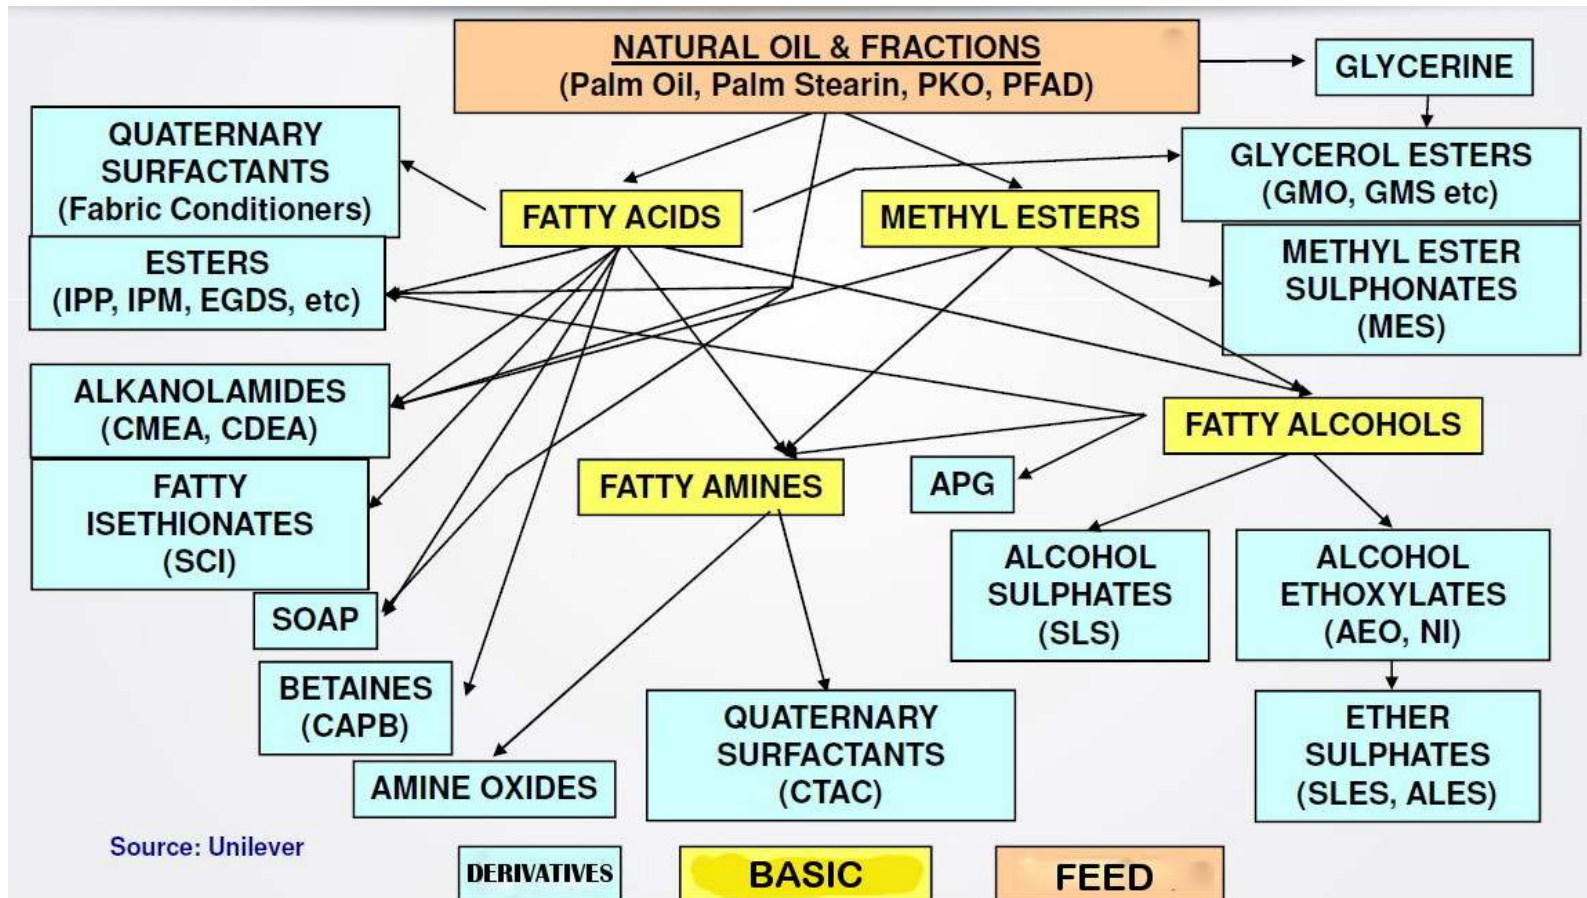 NATURAL OIL & FRACTIONS
(Palm Oil, Palm Stearin, PKO, PFAD)
GLYCERINE
QUATERNARY
SURFACTANTS
(Fabric Conditioners)
GLYCEROL ESTERS
(GMO, GMS etc)
FATTY ACIDS
METHYL ESTERS
ESTERS
(IPP, IPM, EGDS, etc)
METHYL ESTER
SULPHONATES
(MES)
ALKANOLAMIDES
(CMEA, CDEA)
FATTY ALCOHOLS
FATTY
ISETHIONATES
(SCI)
FATTY AMINES
APG
ALCOHOL
SULPHATES
(SLS)
ALCOHOL
ETHOXYLATES
(AEO, NI)
SOAP
BETAINES
(CAPB)
QUATERNARY
SURFACTANTS
(CTAC)
ETHER
SULPHATES
(SLES, ALES)
AMINE OXIDES
Source: Unilever
DERIVATIVES
BASIC
FEED